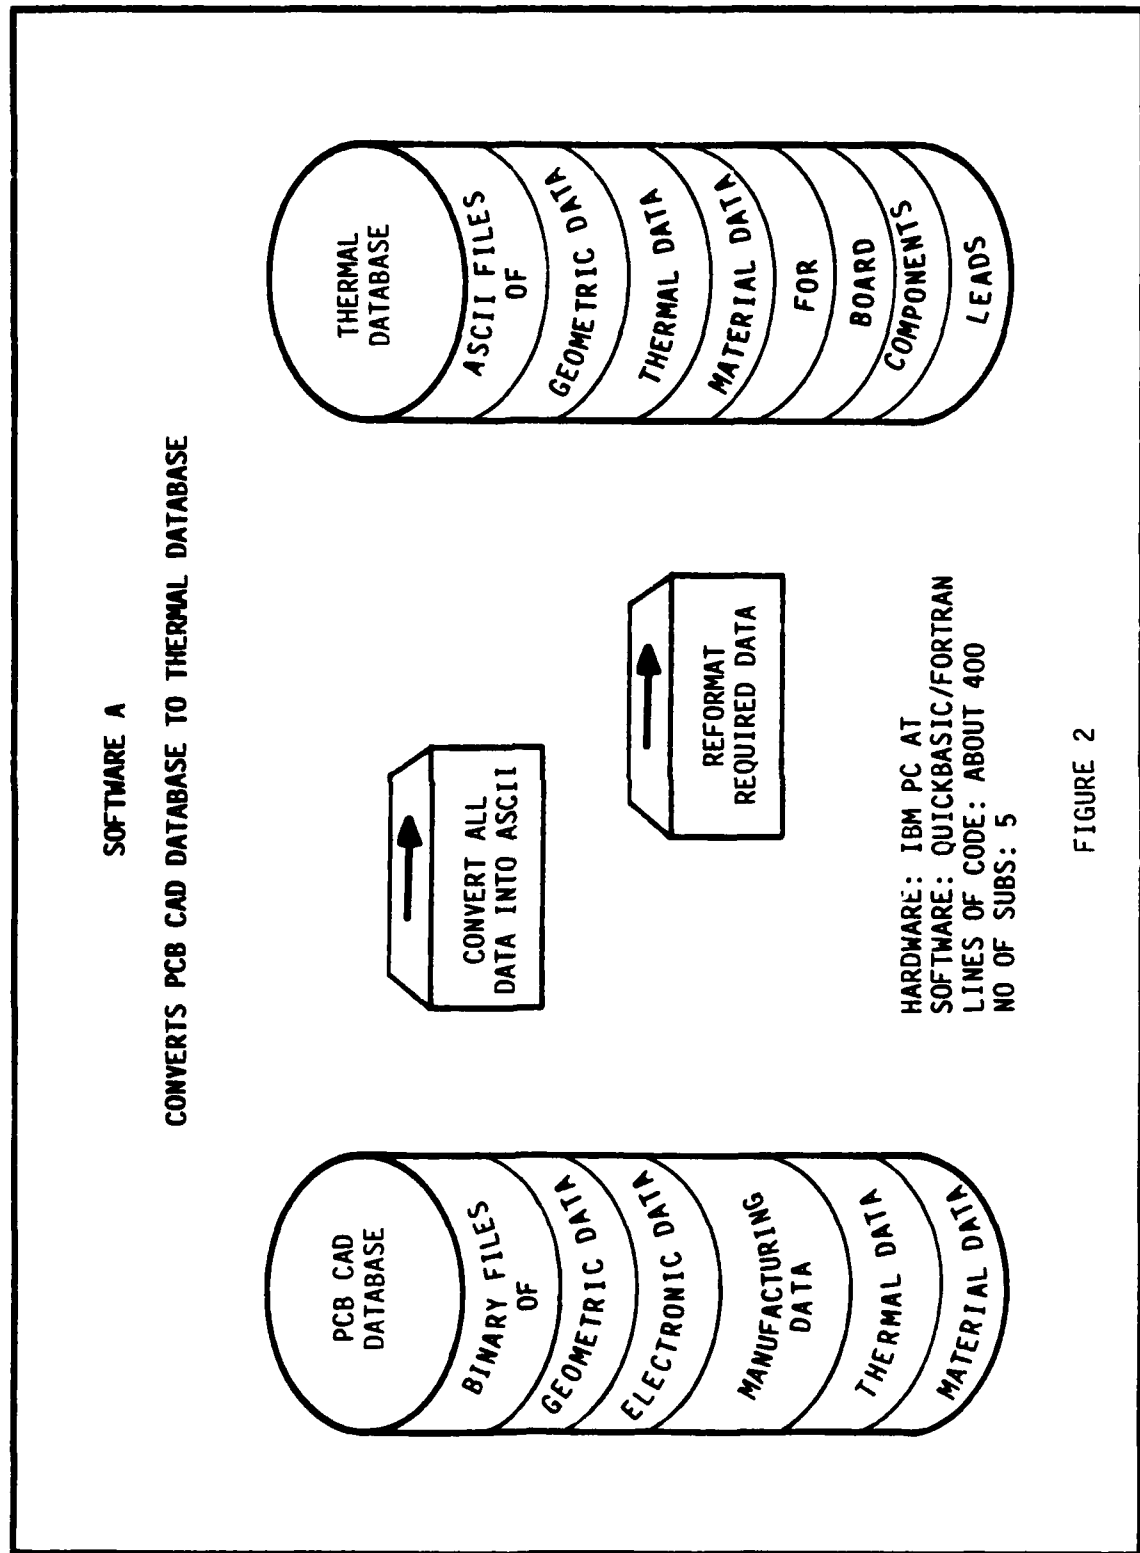 SOFTWARE A
CONVERTS PCB CAD DATABASE TO THERMAL DATABASE
PCB CAD
DATABASE
BINARY FILES
OF
GEOMETRIC DATA
ELECTRONIC DATA
MANUFACTURING
DATA
THERMAL DATA
MATERIAL DATA
CONVERT ALL
DATA INTO ASCII
REFORMAT
REQUIRED DATA
THERMAL
DATABASE
ASCII FILES
OF
GEOMETRIC DATA
THERMAL DATA
MATERIAL DATA
FOR
BOARD
COMPONENTS
LEADS
HARDWARE: IBM PC AT
SOFTWARE: QUICKBASIC/FORTRAN
LINES OF CODE: ABOUT 400
NO OF SUBS: 5
FIGURE 2